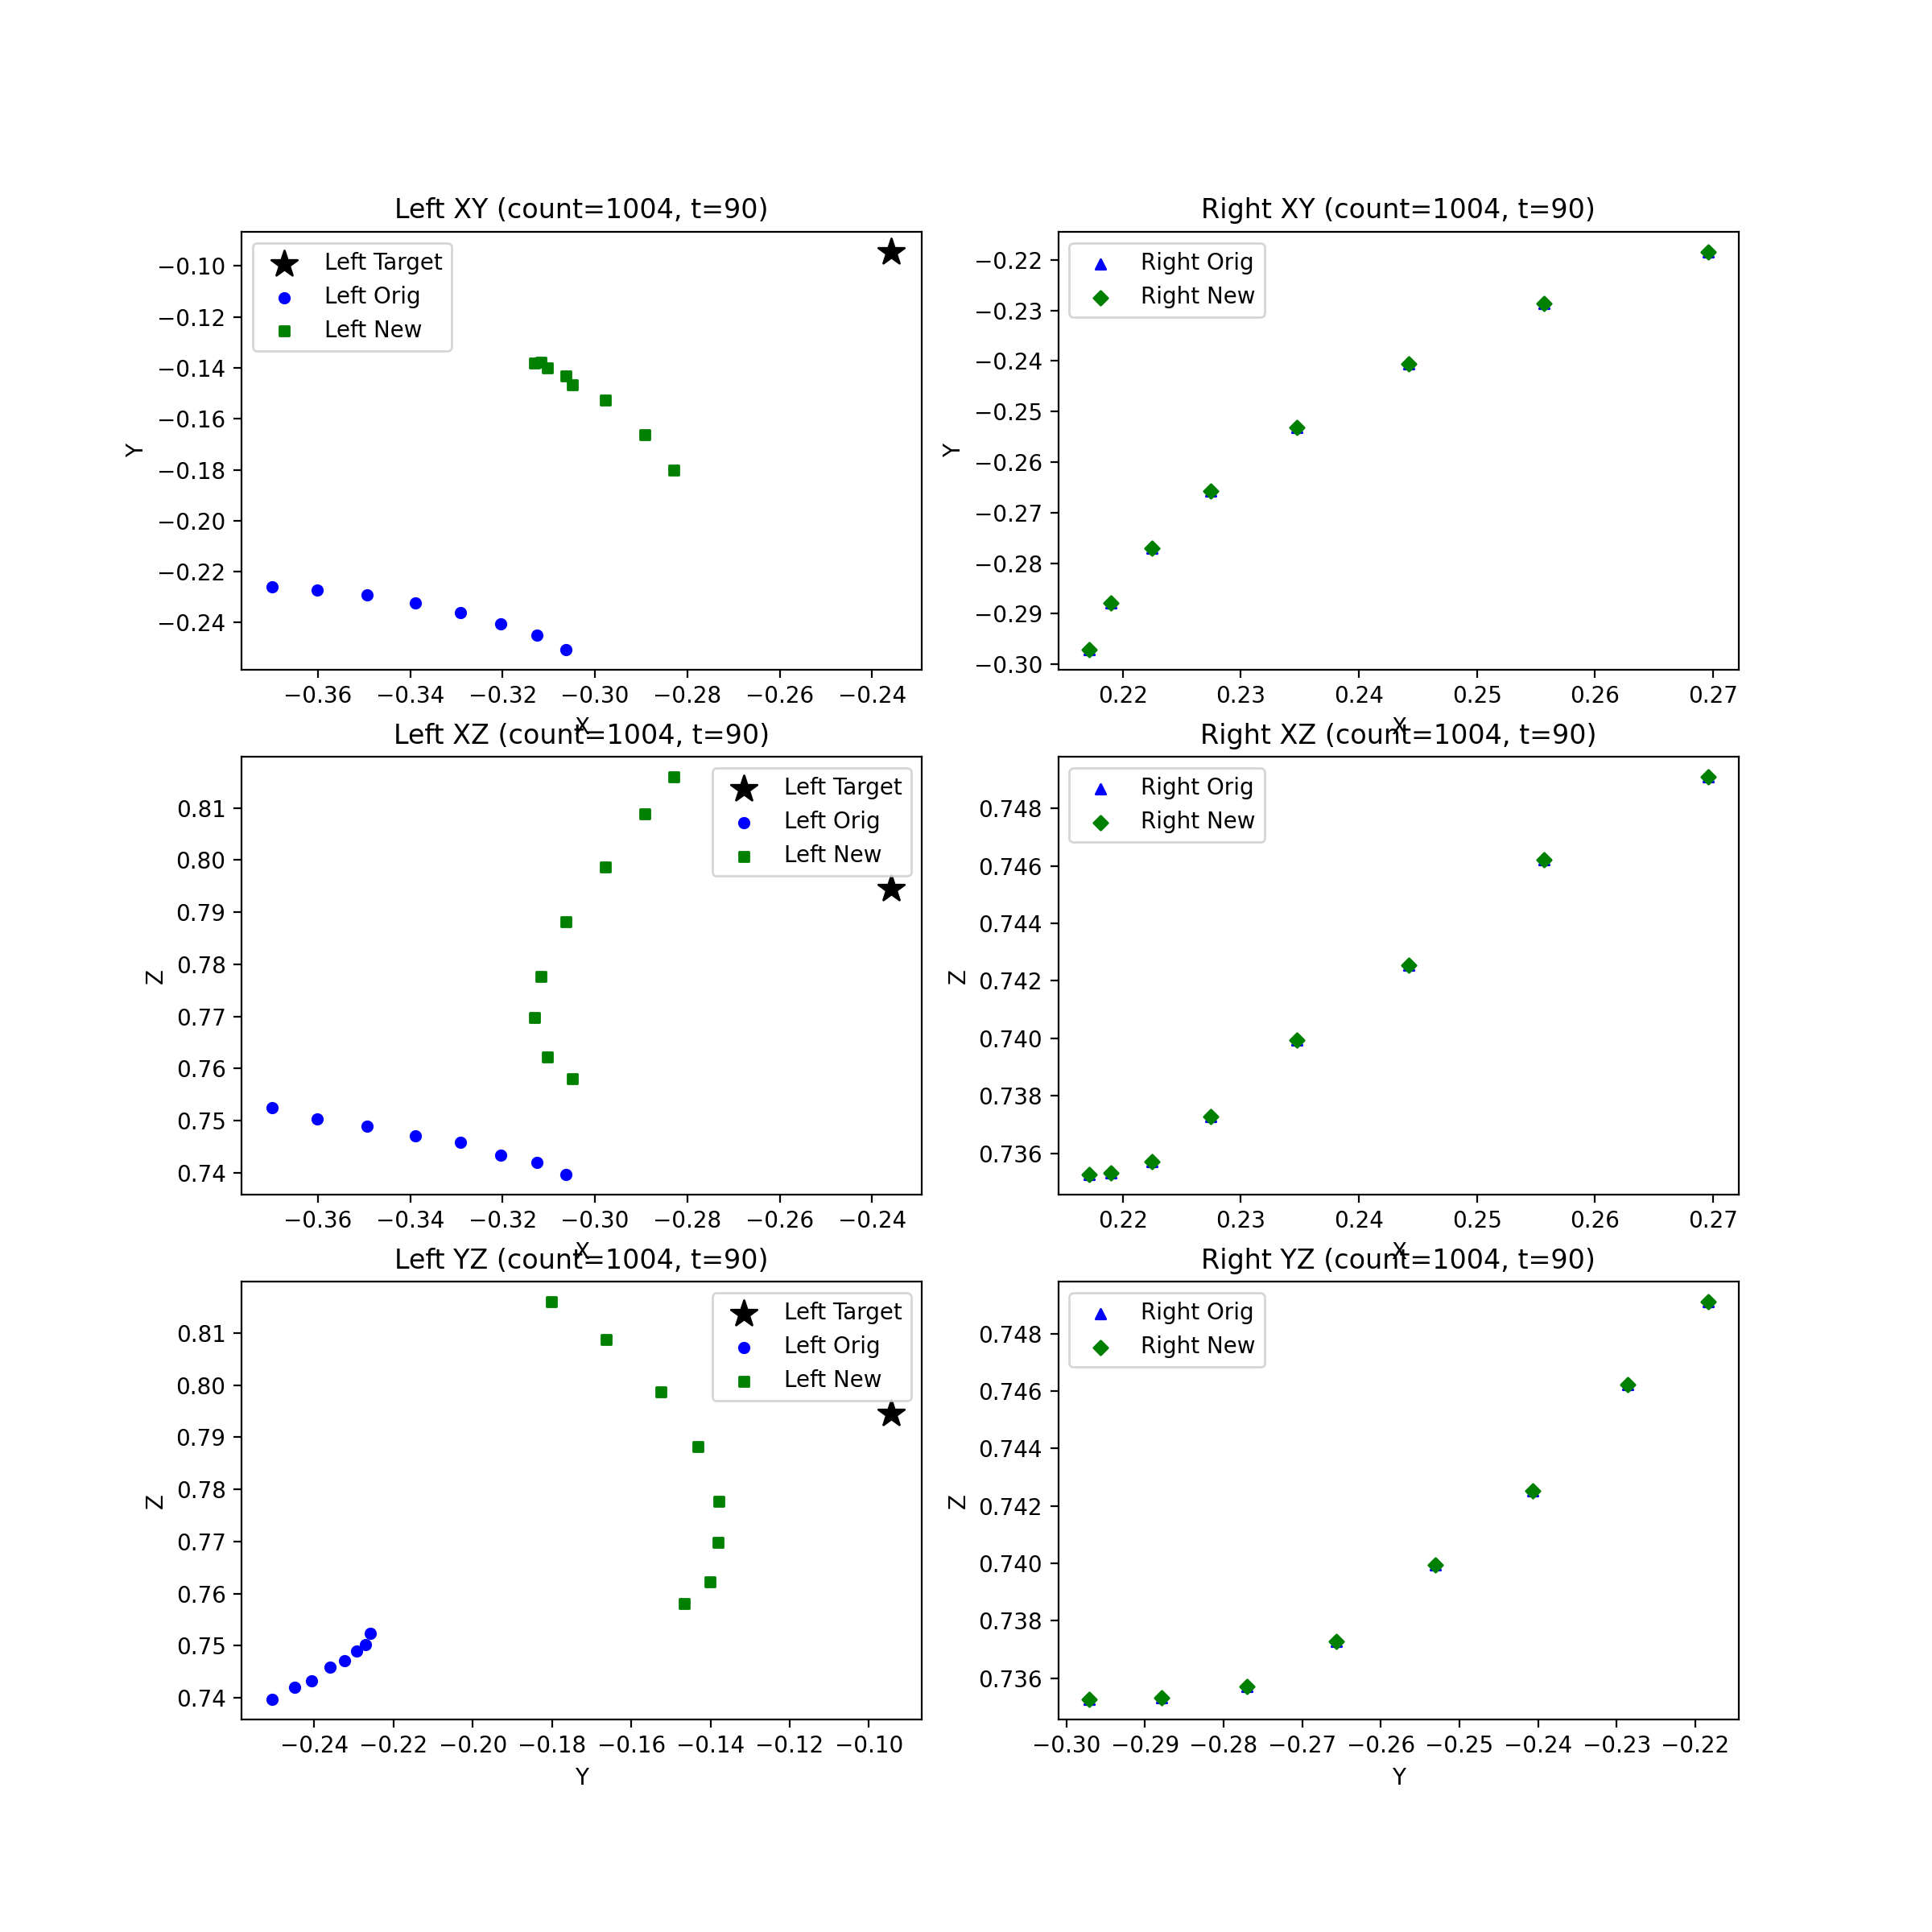 Left XY (count=1004, t=90)
Left Target
Left Orig
Left New
−0.10
−0.12
−0.14
−0.16
−0.18
−0.20
−0.22
−0.24
Y
−0.36
−0.34
−0.32
−0.30
−0.28
−0.26
−0.24
X
Right XY (count=1004, t=90)
Right Orig
Right New
−0.22
−0.23
−0.24
−0.25
−0.26
−0.27
−0.28
−0.29
−0.30
Y
0.22
0.23
0.24
0.25
0.26
0.27
X
Left XZ (count=1004, t=90)
Left Target
Left Orig
Left New
0.81
0.80
0.79
0.78
0.77
0.76
0.75
0.74
Z
−0.36
−0.34
−0.32
−0.30
−0.28
−0.26
−0.24
X
Right XZ (count=1004, t=90)
Right Orig
Right New
0.748
0.746
0.744
0.742
0.740
0.738
0.736
Z
0.22
0.23
0.24
0.25
0.26
0.27
X
Left YZ (count=1004, t=90)
Left Target
Left Orig
Left New
0.81
0.80
0.79
0.78
0.77
0.76
0.75
0.74
Z
−0.24
−0.22
−0.20
−0.18
−0.16
−0.14
−0.12
−0.10
Y
Right YZ (count=1004, t=90)
Right Orig
Right New
0.748
0.746
0.744
0.742
0.740
0.738
0.736
Z
−0.30
−0.29
−0.28
−0.27
−0.26
−0.25
−0.24
−0.23
−0.22
Y